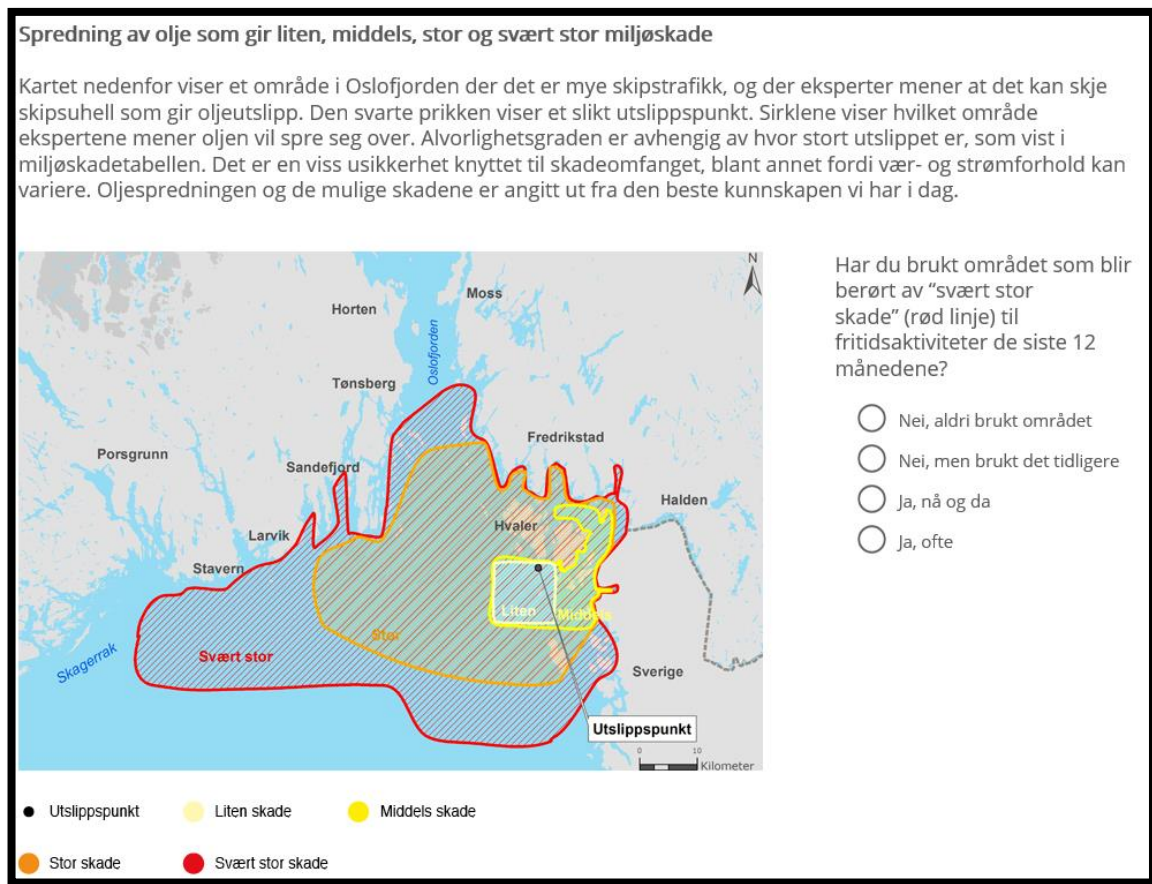 Spredning av olje som gir liten, middels, stor og svært stor miljøskade
Kartet nedenfor viser et område i Oslofjorden der det er mye skipstrafikk, og der eksperter mener at det kan skje
skipsuhell som gir oljeutslipp. Den svarte prikken viser et slikt utslippspunkt. Sirklene viser hvilket område
ekspertene mener oljen vil spre seg over. Alvorlighetsgraden er avhengig av hvor stort utslippet er, som vist i
miljøskadetabellen. Det er en viss usikkerhet knyttet til skadeomfanget, blant annet fordi vær- og strømforhold kan
variere. Oljespredningen og de mulige skadene er angitt ut fra den beste kunnskapen vi har i dag.
N
Moss
Horten
Oslofjorden
Tønsberg
Fredrikstad
Porsgrunn
Sandefjord
Halden
Hvaler
Larvik
Stavern
Liten
Middels
Stor
Svært stor
Skagerrak
Sverige
Utslippspunkt
0 10
Kilometer
Har du brukt området som blir
berørt av “svært stor
skade” (rød linje) til
fritidsaktiviteter de siste 12
månedene?
Nei, aldri brukt området
Nei, men brukt det tidligere
Ja, nå og da
Ja, ofte
Utslippspunkt
Liten skade
Middels skade
Stor skade
Svært stor skade